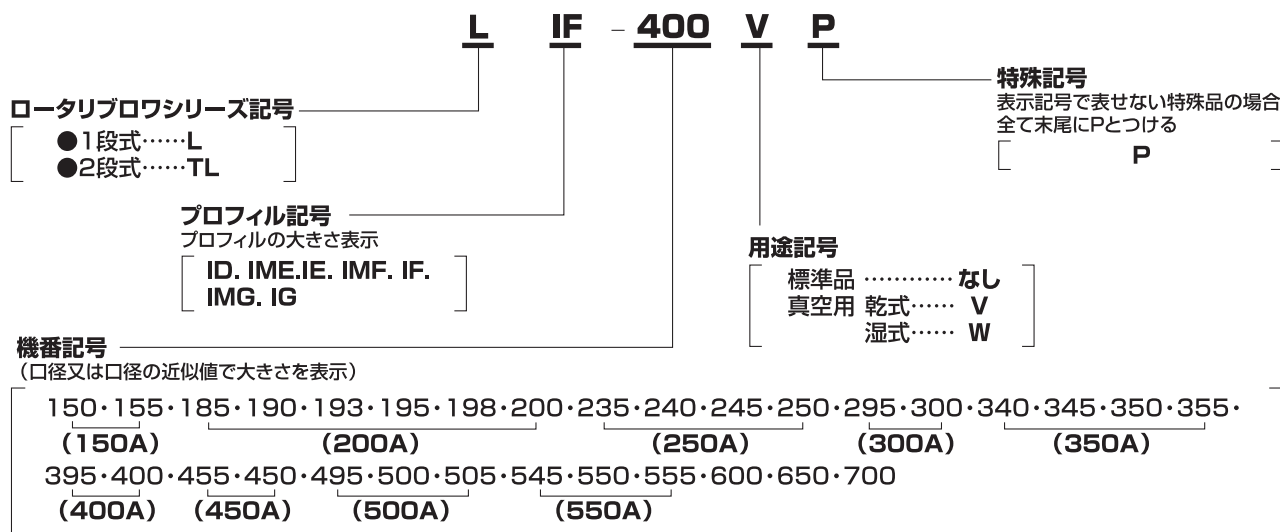 L IF - 400 V P
特殊記号
表示記号で表せない特殊品の場合
全て末尾にPとつける
P
ロータリブロワシリーズ記号
●1段式……L
●2段式……TL
プロフィル記号
プロフィルの大きさ表示
ID. IME.IE. IMF. IF.
IMG. IG
用途記号
標準品 ………… なし
真空用 乾式…… V
湿式…… W
機番記号
（口径又は口径の近似値で大きさを表示）
150・155・185・190・193・195・198・200・235・240・245・250・295・300・340・345・350・355・
(150A) (200A) (250A) (300A) (350A)
395・400・455・450・495・500・505・545・550・555・600・650・700
(400A) (450A) (500A) (550A)